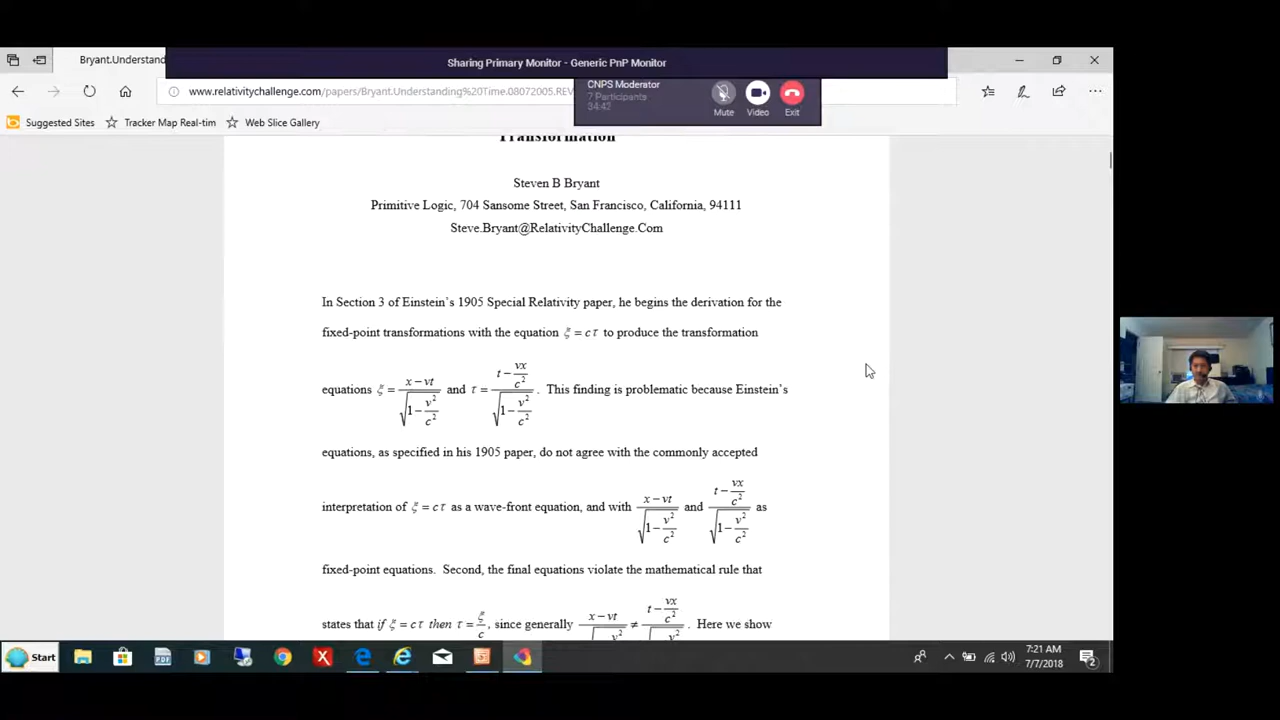 Bryant.Understand
Sharing Primary Monitor - Generic PnP Monitor
CNPS Moderator
7 Participants
34:42
Mute Video Exit
www.relativitychallenge.com/papers/Bryant.Understanding%20Time.08072005.REV
Suggested Sites Tracker Map Real-tim Web Slice Gallery
Transformation
Steven B Bryant
Primitive Logic, 704 Sansome Street, San Francisco, California, 94111
Steve.Bryant@RelativityChallenge.Com
In Section 3 of Einstein's 1905 Special Relativity paper, he begins the derivation for the
fixed-point transformations with the equation ξ = cτ to produce the transformation
equations ξ = (x − vt)/√(1 − v²/c²) and τ = (t − vx/c²)/√(1 − v²/c²). This finding is problematic because Einstein's
equations, as specified in his 1905 paper, do not agree with the commonly accepted
interpretation of ξ = cτ as a wave-front equation, and with (x − vt)/√(1 − v²/c²) and (t − vx/c²)/√(1 − v²/c²) as
fixed-point equations. Second, the final equations violate the mathematical rule that
states that if ξ = cτ then τ = ξ/c, since generally (x − vt)/√ v² ≠ (t − vx/c²)/√ v². Here we show
Start
7:21 AM
7/7/2018
2